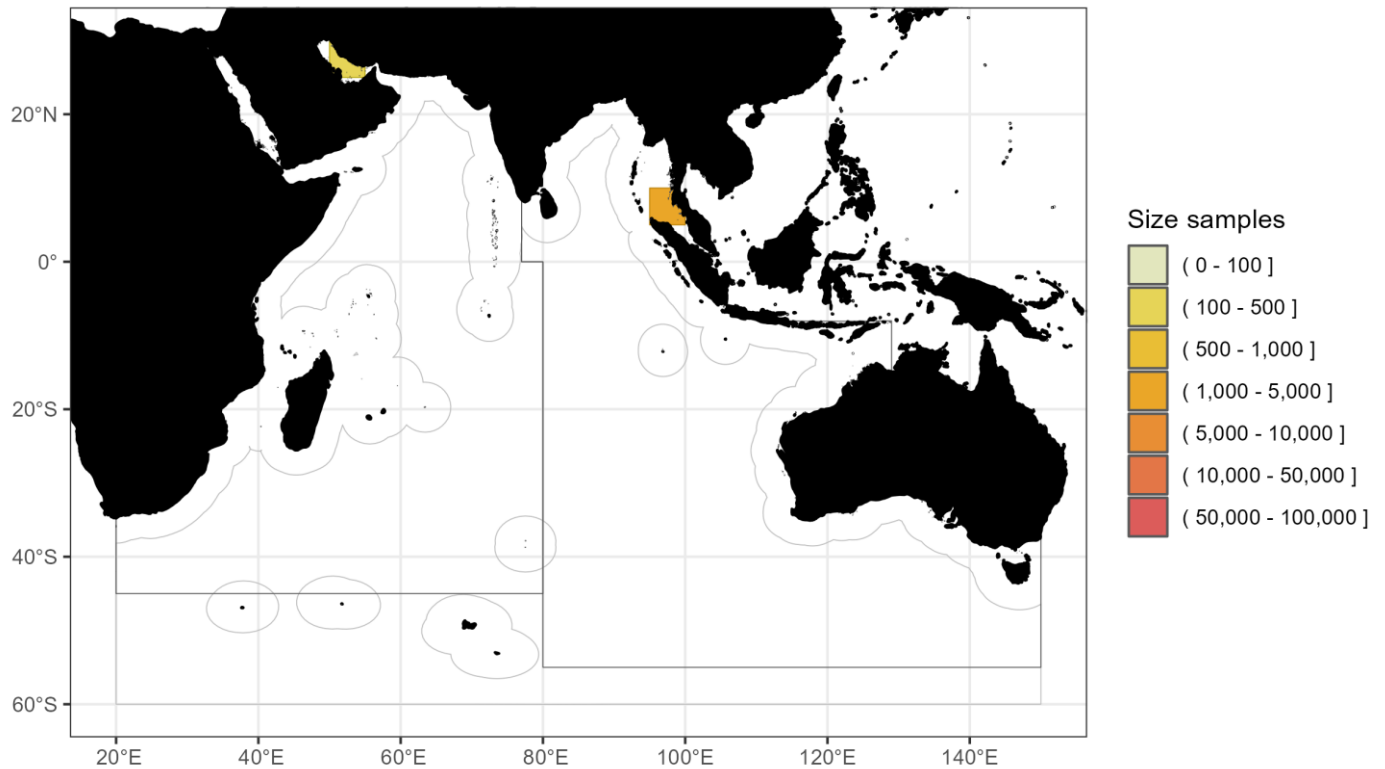 20°N
0°
20°S
40°S
60°S
20°E 40°E 60°E 80°E 100°E 120°E 140°E
Size samples
( 0 - 100 ]
( 100 - 500 ]
( 500 - 1,000 ]
( 1,000 - 5,000 ]
( 5,000 - 10,000 ]
( 10,000 - 50,000 ]
( 50,000 - 100,000 ]